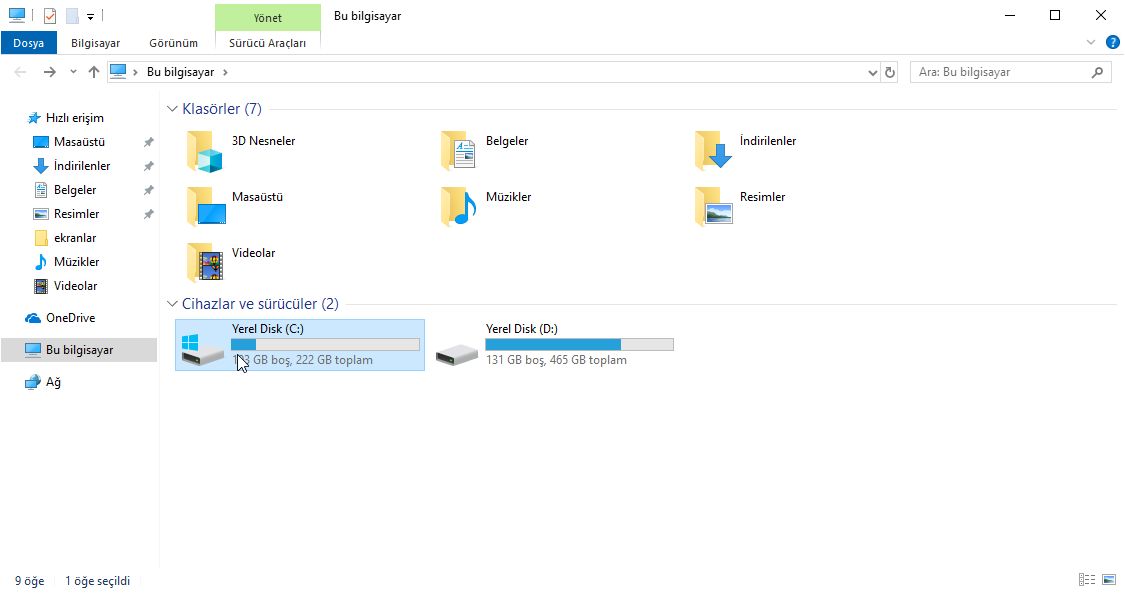 Yönet
Bu bilgisayar
Dosya
Bilgisayar
Görünüm
Sürücü Araçları
Bu bilgisayar
Ara: Bu bilgisayar
Hızlı erişim
Masaüstü
İndirilenler
Belgeler
Resimler
ekranlar
Müzikler
Videolar
OneDrive
Bu bilgisayar
Ağ
Klasörler (7)
3D Nesneler
Belgeler
İndirilenler
Masaüstü
Müzikler
Resimler
Videolar
Cihazlar ve sürücüler (2)
Yerel Disk (C:)
GB boş, 222 GB toplam
Yerel Disk (D:)
131 GB boş, 465 GB toplam
9 öğe
1 öğe seçildi